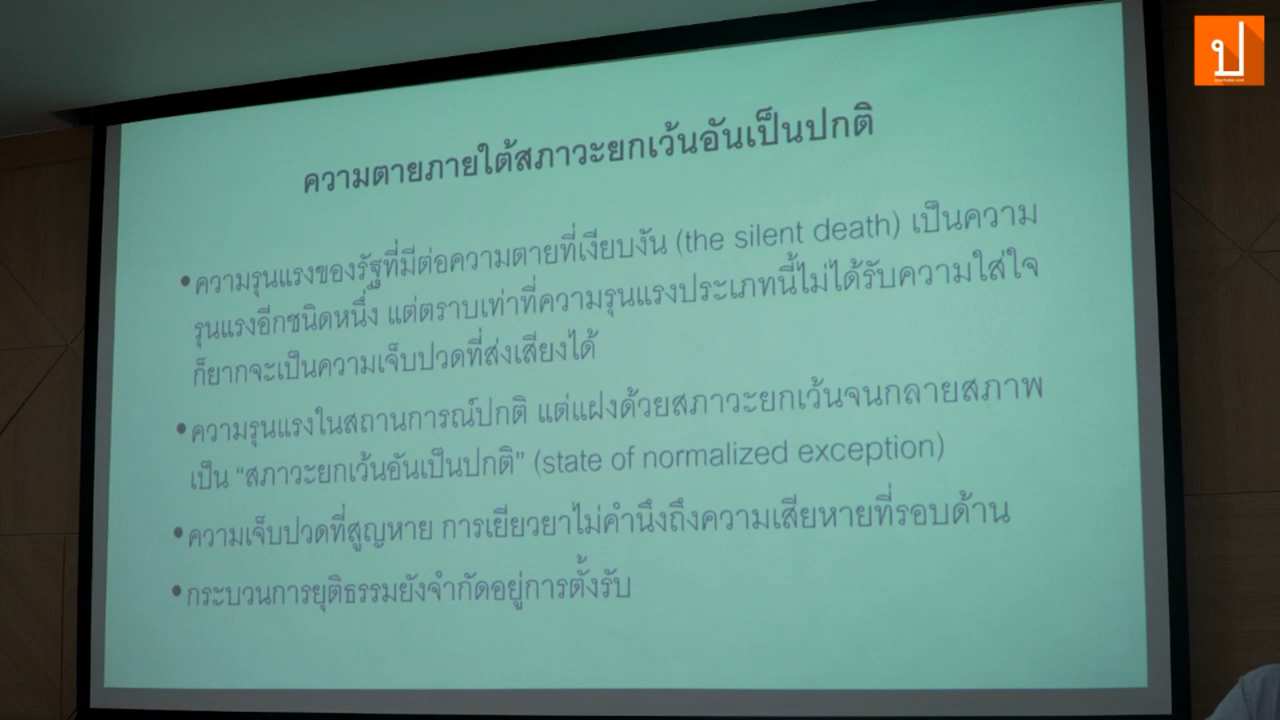 ป
ความตายภายใต้สภาวะยกเว้นอันเป็นปกติ
•ความรุนแรงของรัฐที่มีต่อความตายที่เงียบงัน (the silent death) เป็นความ
รุนแรงอีกชนิดหนึ่ง แต่ตราบเท่าที่ความรุนแรงประเภทนี้ไม่ได้รับความใส่ใจ
ก็ยากจะเป็นความเจ็บปวดที่ส่งเสียงได้
•ความรุนแรงในสถานการณ์ปกติ แต่แฝงด้วยสภาวะยกเว้นจนกลายสภาพ
เป็น “สภาวะยกเว้นอันเป็นปกติ” (state of normalized exception)
•ความเจ็บปวดที่สูญหาย การเยียวยาไม่คำนึงถึงความเสียหายที่รอบด้าน
•กระบวนการยุติธรรมยังจำกัดอยู่การตั้งรับ